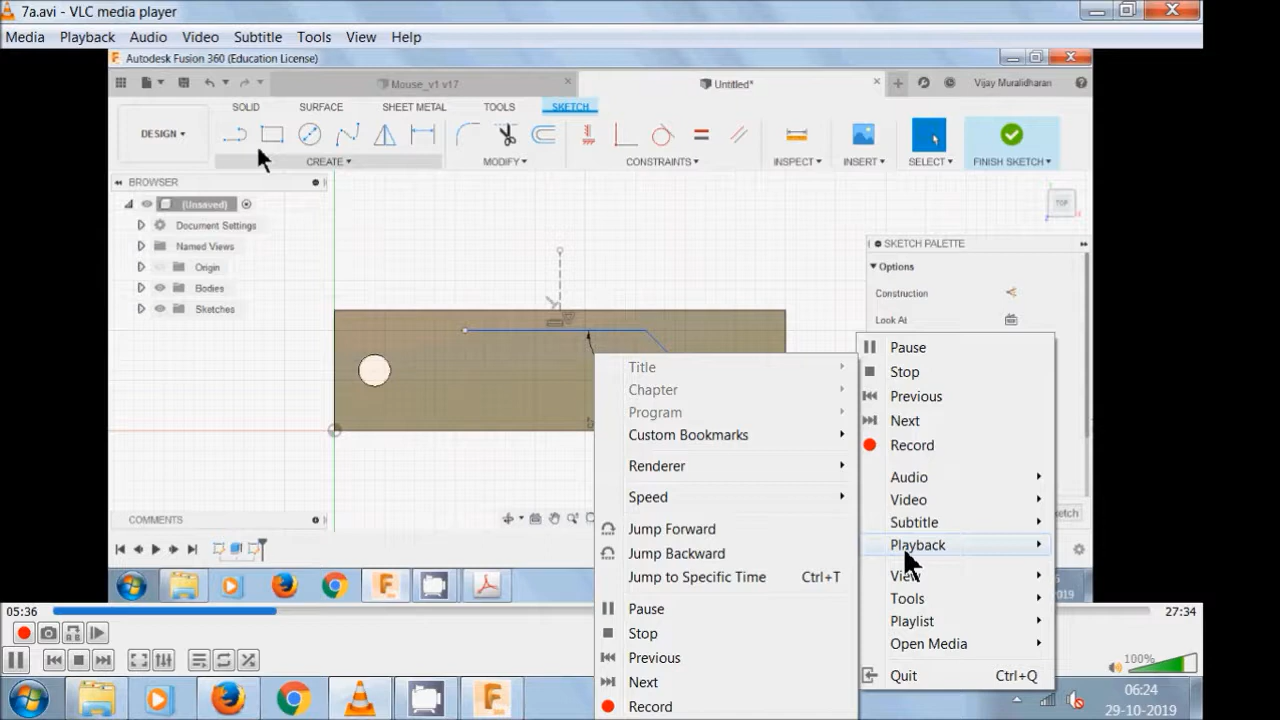 7a.avi - VLC media player
Media Playback Audio Video Subtitle Tools View Help
Autodesk Fusion 360 (Education License)
Mouse_v1 v17
Untitled*
Vijay Muralidharan
SOLID SURFACE SHEET METAL TOOLS SKETCH
DESIGN
CREATE MODIFY CONSTRAINTS INSPECT INSERT SELECT FINISH SKETCH
BROWSER
(Unsaved)
Document Settings
Named Views
Origin
Bodies
Sketches
TOP
SKETCH PALETTE
Options
Construction
Look At
Title
Chapter
Program
Custom Bookmarks
Renderer
Speed
Jump Forward
Jump Backward
Jump to Specific Time Ctrl+T
Pause
Stop
Previous
Next
Record
Pause
Stop
Previous
Next
Record
Audio
Video
Subtitle
Playback
View
Tools
Playlist
Open Media
Quit Ctrl+Q
COMMENTS
05:36
27:34
100%
06:24
29-10-2019